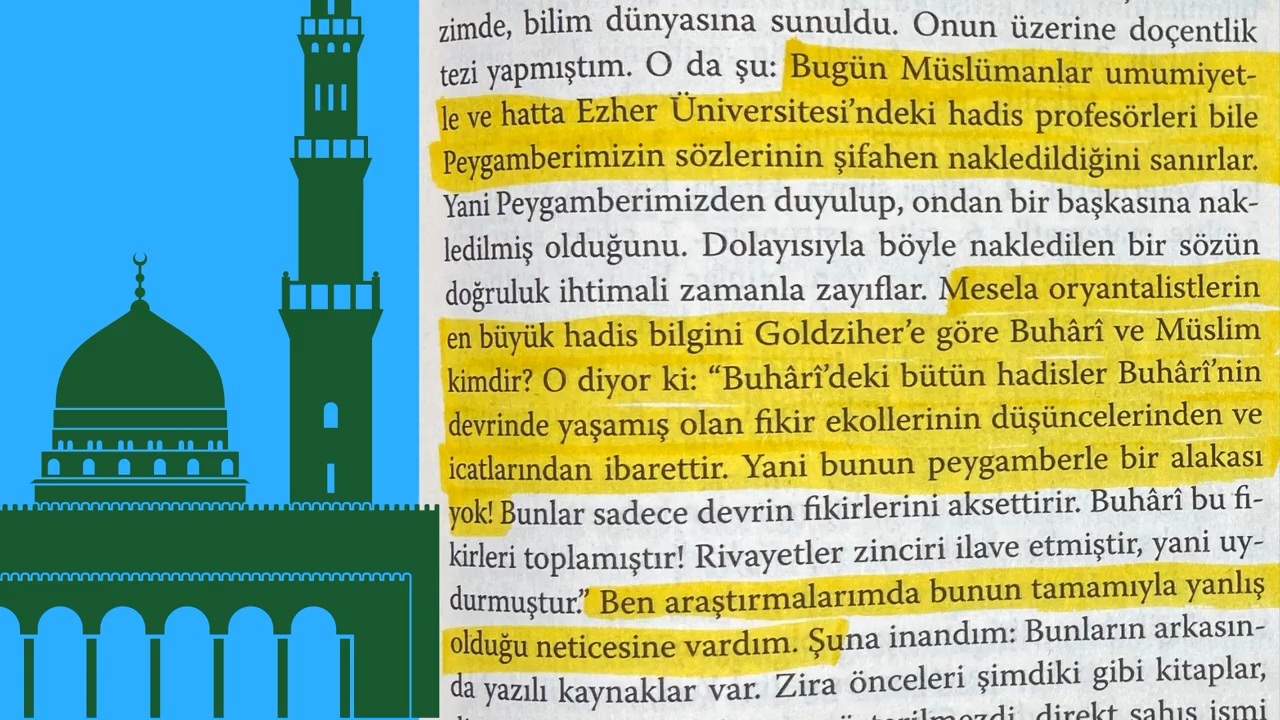 zimde, bilim dünyasına sunuldu. Onun üzerine doçentlik
tezi yapmıştım. O da şu: Bugün Müslümanlar umumiyet-
le ve hatta Ezher Üniversitesi’ndeki hadis profesörleri bile
Peygamberimizin sözlerinin şifahen nakledildiğini sanırlar.
Yani Peygamberimizden duyulup, ondan bir başkasına nak-
ledilmiş olduğunu. Dolayısıyla böyle nakledilen bir sözün
doğruluk ihtimali zamanla zayıflar. Mesela oryantalistlerin
en büyük hadis bilgini Goldziher’e göre Buhârî ve Müslim
kimdir? O diyor ki: “Buhârî’deki bütün hadisler Buhârî’nin
devrinde yaşamış olan fikir ekollerinin düşüncelerinden ve
icatlarından ibarettir. Yani bunun peygamberle bir alakası
yok! Bunlar sadece devrin fikirlerini aksettirir. Buhârî bu fi-
kirleri toplamıştır! Rivayetler zinciri ilave etmiştir, yani uy-
durmuştur.” Ben araştırmalarımda bunun tamamıyla yanlış
olduğu neticesine vardım. Şuna inandım: Bunların arkasın-
da yazılı kaynaklar var. Zira önceleri şimdiki gibi kitaplar,
direkt şahıs ismi